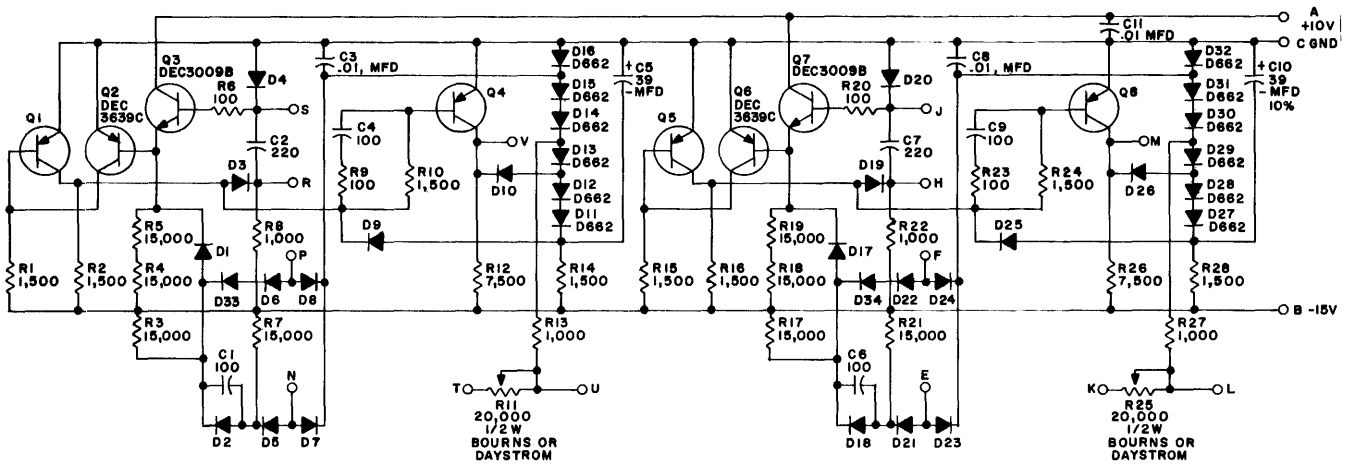 A
+10V
C GND
B -15V
Q1
Q2
DEC
3639C
Q3
DEC3009B
R6
100
D4
S
C2
220
D3
R
C3
.01, MFD
C4
100
R9
100
R10
1,500
Q4
V
D10
D9
D16
D662
D15
D662
D14
D662
D13
D662
D12
D662
D11
D662
+
C5
39
-MFD
R1
1,500
R2
1,500
R5
15,000
R4
15,000
R3
15,000
D1
R8
1,000
P
D33
D6
D8
R7
15,000
C1
100
N
D2
D5
D7
R12
7,500
R14
1,500
R13
1,000
T
U
R11
20,000
1/2W
BOURNS OR
DAYSTROM
Q5
Q6
DEC
3639C
Q7
DEC3009B
R20
100
D20
J
C7
220
D19
H
C8
.01, MFD
C11
.01 MFD
C9
100
R23
100
R24
1,500
Q8
M
D26
D25
D32
D662
D31
D662
D30
D662
D29
D662
D28
D662
D27
D662
+
C10
39
-MFD
10%
R15
1,500
R16
1,500
R19
15,000
R18
15,000
R17
15,000
D17
R22
1,000
F
D34
D22
D24
R21
15,000
C6
100
E
D18
D21
D23
R26
7,500
R28
1,500
R27
1,000
K
L
R25
20,000
1/2W
BOURNS OR
DAYSTROM